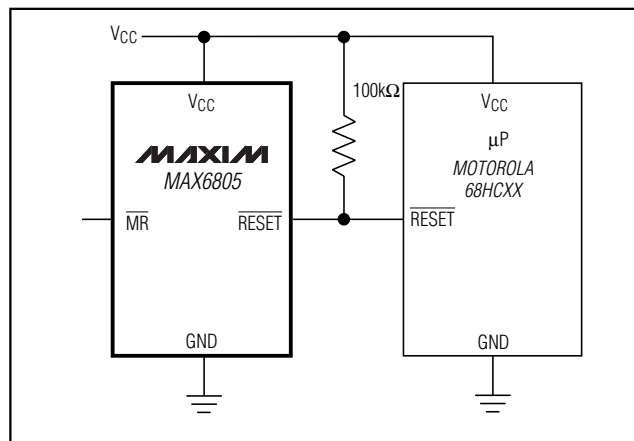 VCC
100kΩ
VCC
MAXIM
MAX6805
MR
RESET
GND
VCC
μP
MOTOROLA
68HCXX
RESET
GND